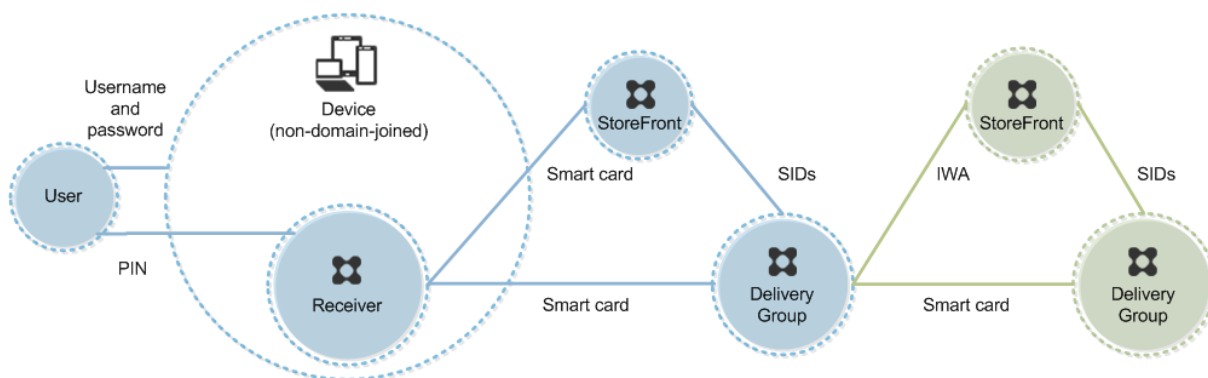 Username
and
password
Device
(non-domain-joined)
User
PIN
Receiver
StoreFront
Smart card
SIDs
Smart card
Delivery
Group
StoreFront
IWA
SIDs
Smart card
Delivery
Group